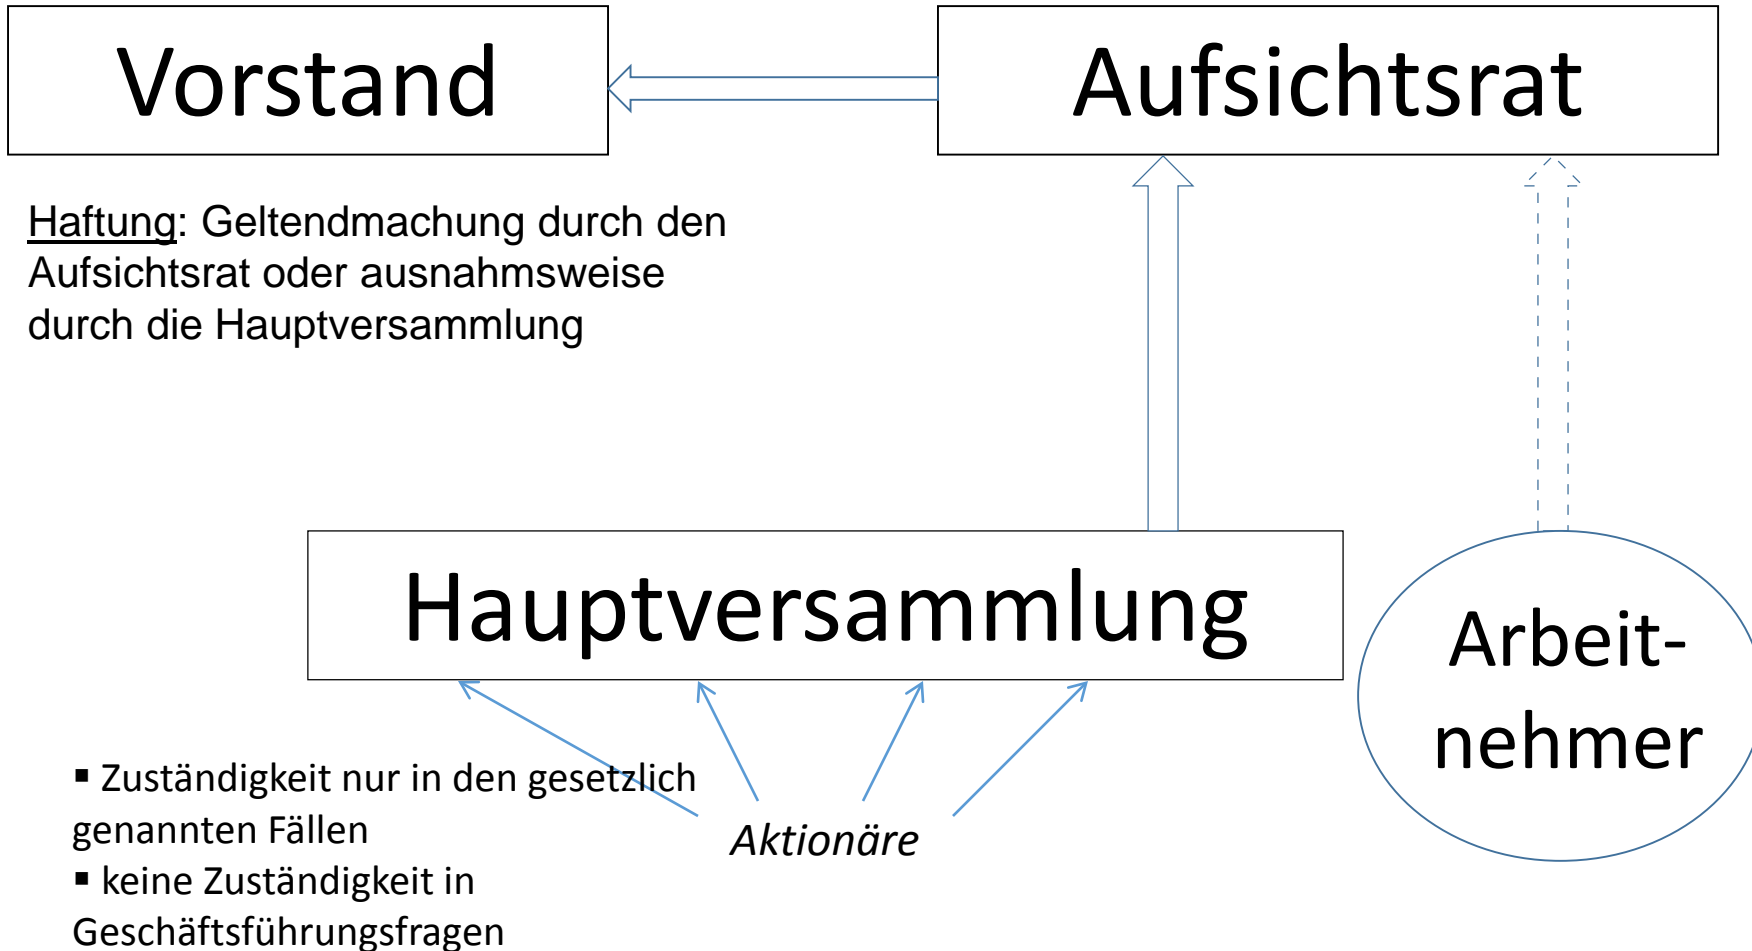 Vorstand
Aufsichtsrat
Haftung: Geltendmachung durch den
Aufsichtsrat oder ausnahmsweise
durch die Hauptversammlung
Hauptversammlung
Arbeit-
nehmer
▪ Zuständigkeit nur in den gesetzlich
genannten Fällen
▪ keine Zuständigkeit in
Geschäftsführungsfragen
Aktionäre